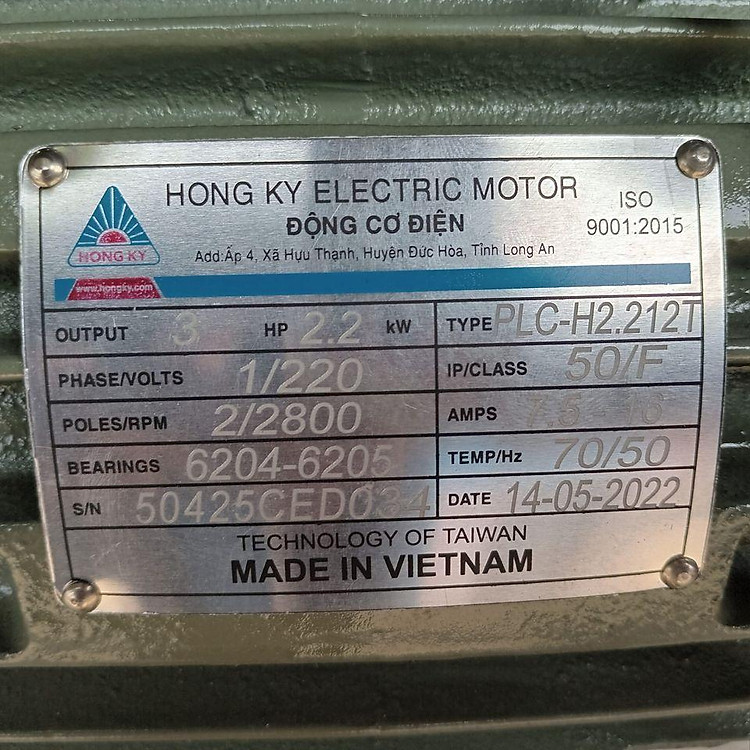 HONG KY ELECTRIC MOTOR
ISO
9001:2015
ĐỘNG CƠ ĐIỆN
Add:Ấp 4, Xã Hựu Thạnh, Huyện Đức Hòa, Tỉnh Long An
HONG KY
www.hongky.com
OUTPUT 3 HP 2.2 kW TYPE PLC-H2.212T
PHASE/VOLTS 1/220 IP/CLASS 50/F
POLES/RPM 2/2800 AMPS
BEARINGS 6204-6205 TEMP/Hz 70/50
S/N 50425CED034 DATE 14-05-2022
TECHNOLOGY OF TAIWAN
MADE IN VIETNAM